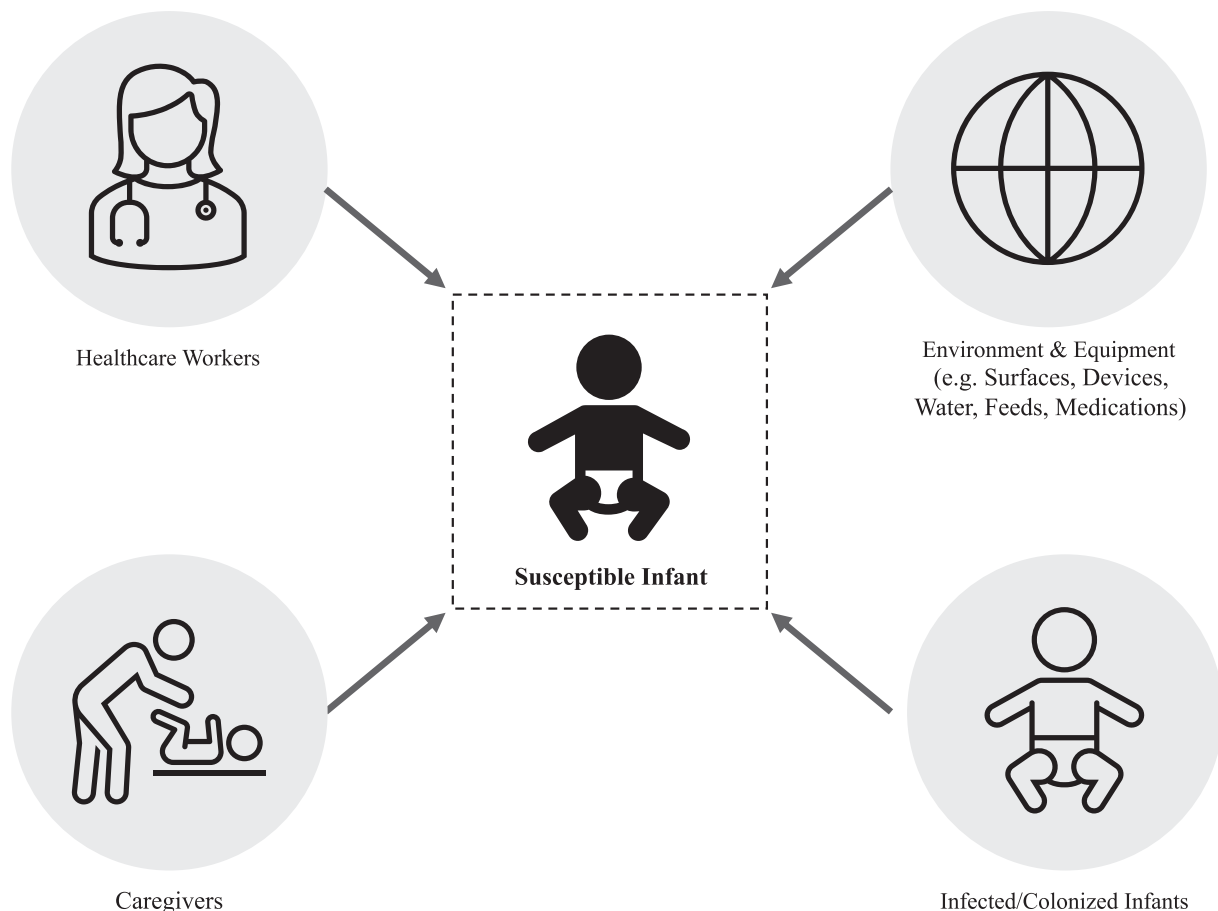 Healthcare Workers
Environment & Equipment
(e.g. Surfaces, Devices,
Water, Feeds, Medications)
Susceptible Infant
Caregivers
Infected/Colonized Infants